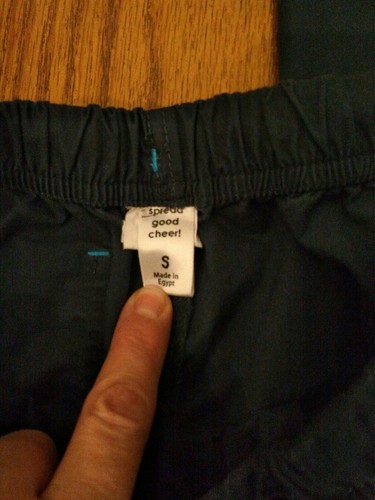 spread
good
cheer!
S
Made in
Egypt